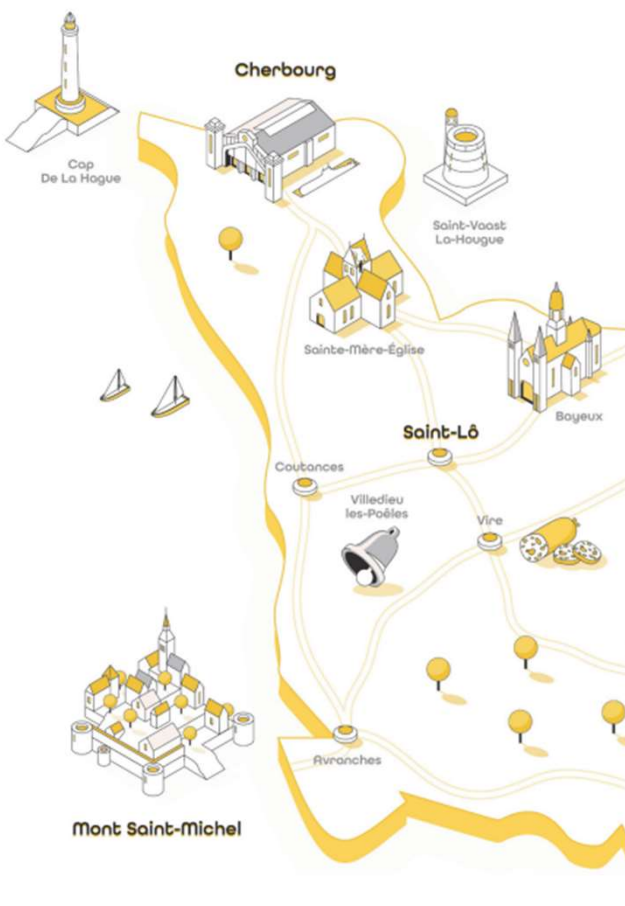 Cherbourg
Cap
De La Hague
Saint-Vaast
La-Hougue
Sainte-Mère-Église
Bayeux
Saint-Lô
Coutances
Villedieu
les-Poêles
Vire
Avranches
Mont Saint-Michel